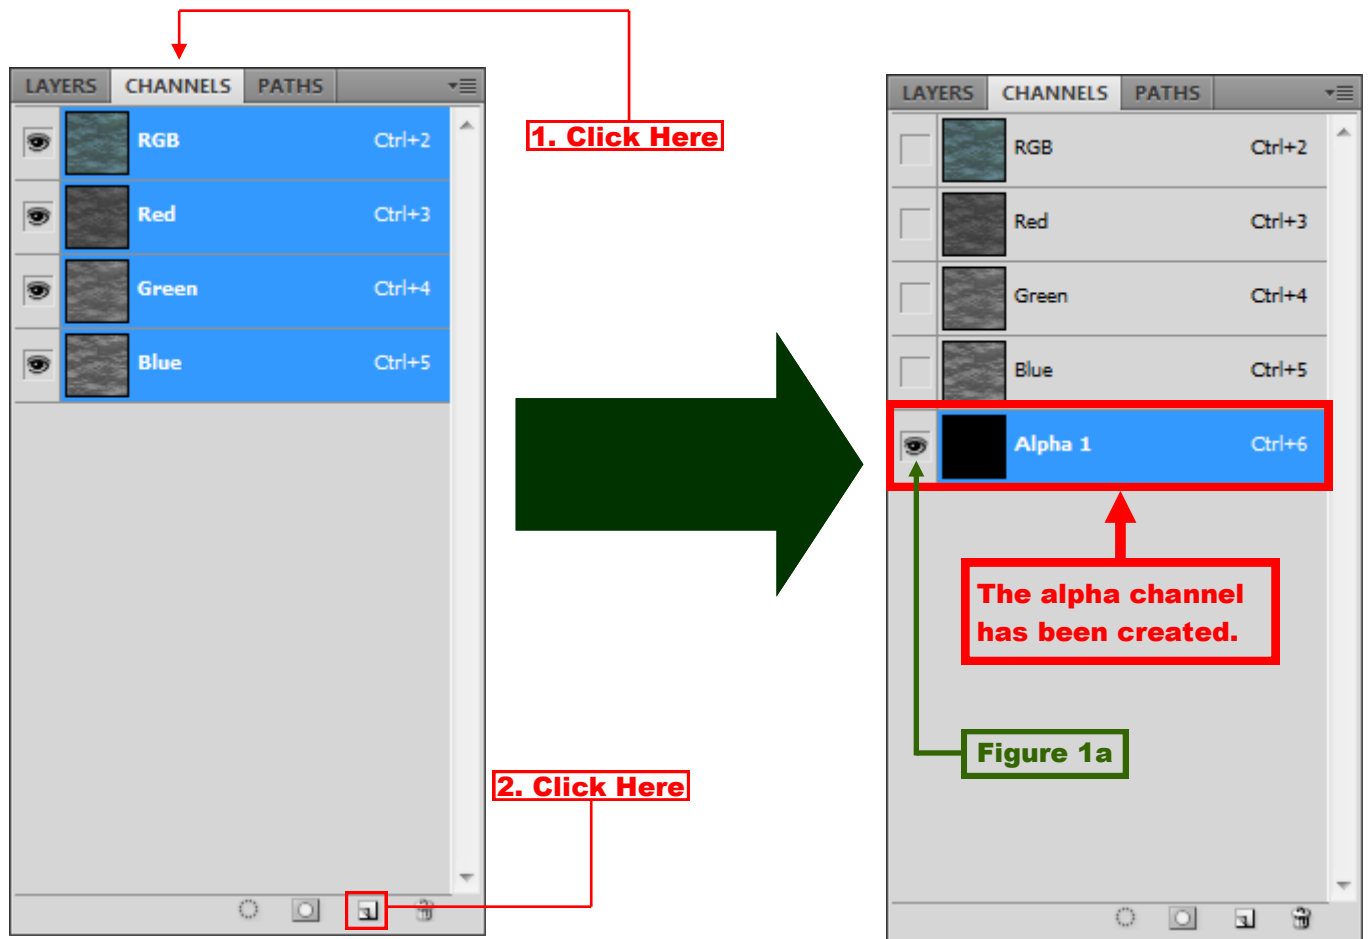 LAYERS CHANNELS PATHS
RGB Ctrl+2
Red Ctrl+3
Green Ctrl+4
Blue Ctrl+5
1. Click Here
2. Click Here
LAYERS CHANNELS PATHS
RGB Ctrl+2
Red Ctrl+3
Green Ctrl+4
Blue Ctrl+5
Alpha 1 Ctrl+6
The alpha channel
has been created.
Figure 1a